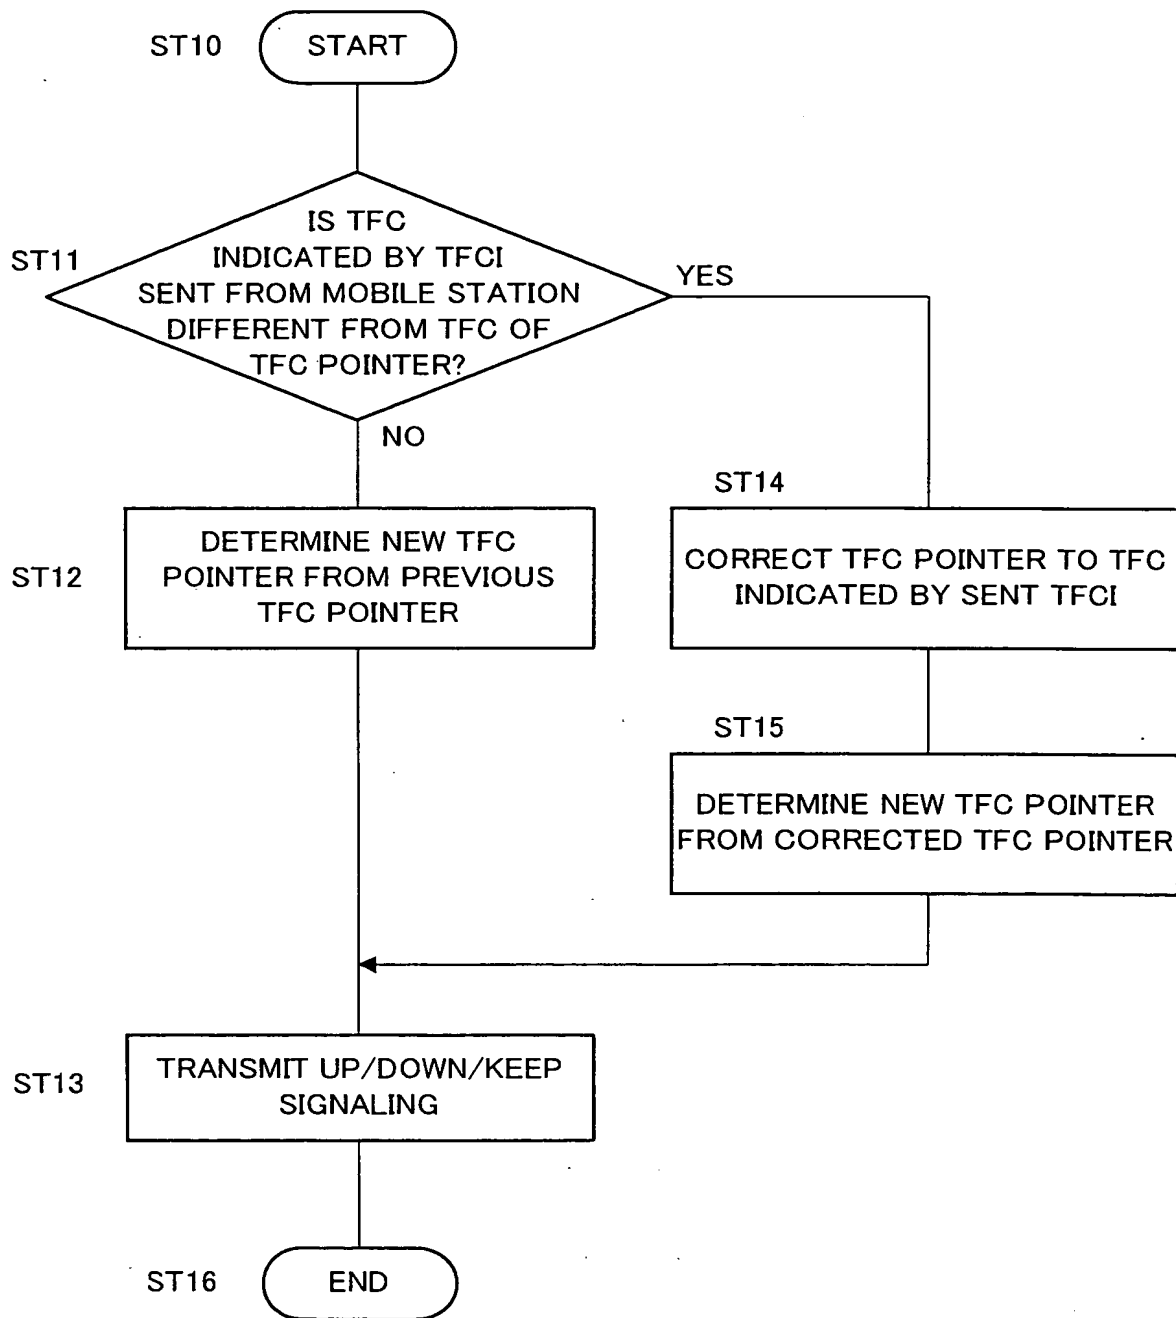 ST10
START
ST11
IS TFC
INDICATED BY TFCI
SENT FROM MOBILE STATION
DIFFERENT FROM TFC OF
TFC POINTER?
YES
NO
ST12
DETERMINE NEW TFC
POINTER FROM PREVIOUS
TFC POINTER
ST14
CORRECT TFC POINTER TO TFC
INDICATED BY SENT TFCI
ST15
DETERMINE NEW TFC POINTER
FROM CORRECTED TFC POINTER
ST13
TRANSMIT UP/DOWN/KEEP
SIGNALING
ST16
END